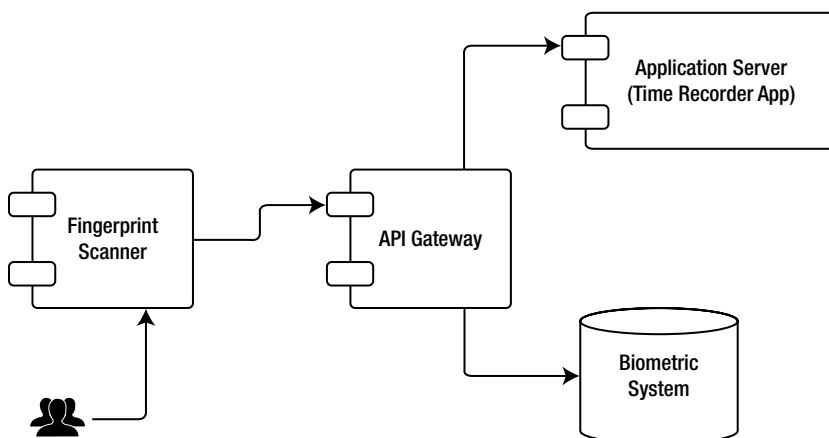 Application Server
(Time Recorder App)
Fingerprint
Scanner
API Gateway
Biometric
System